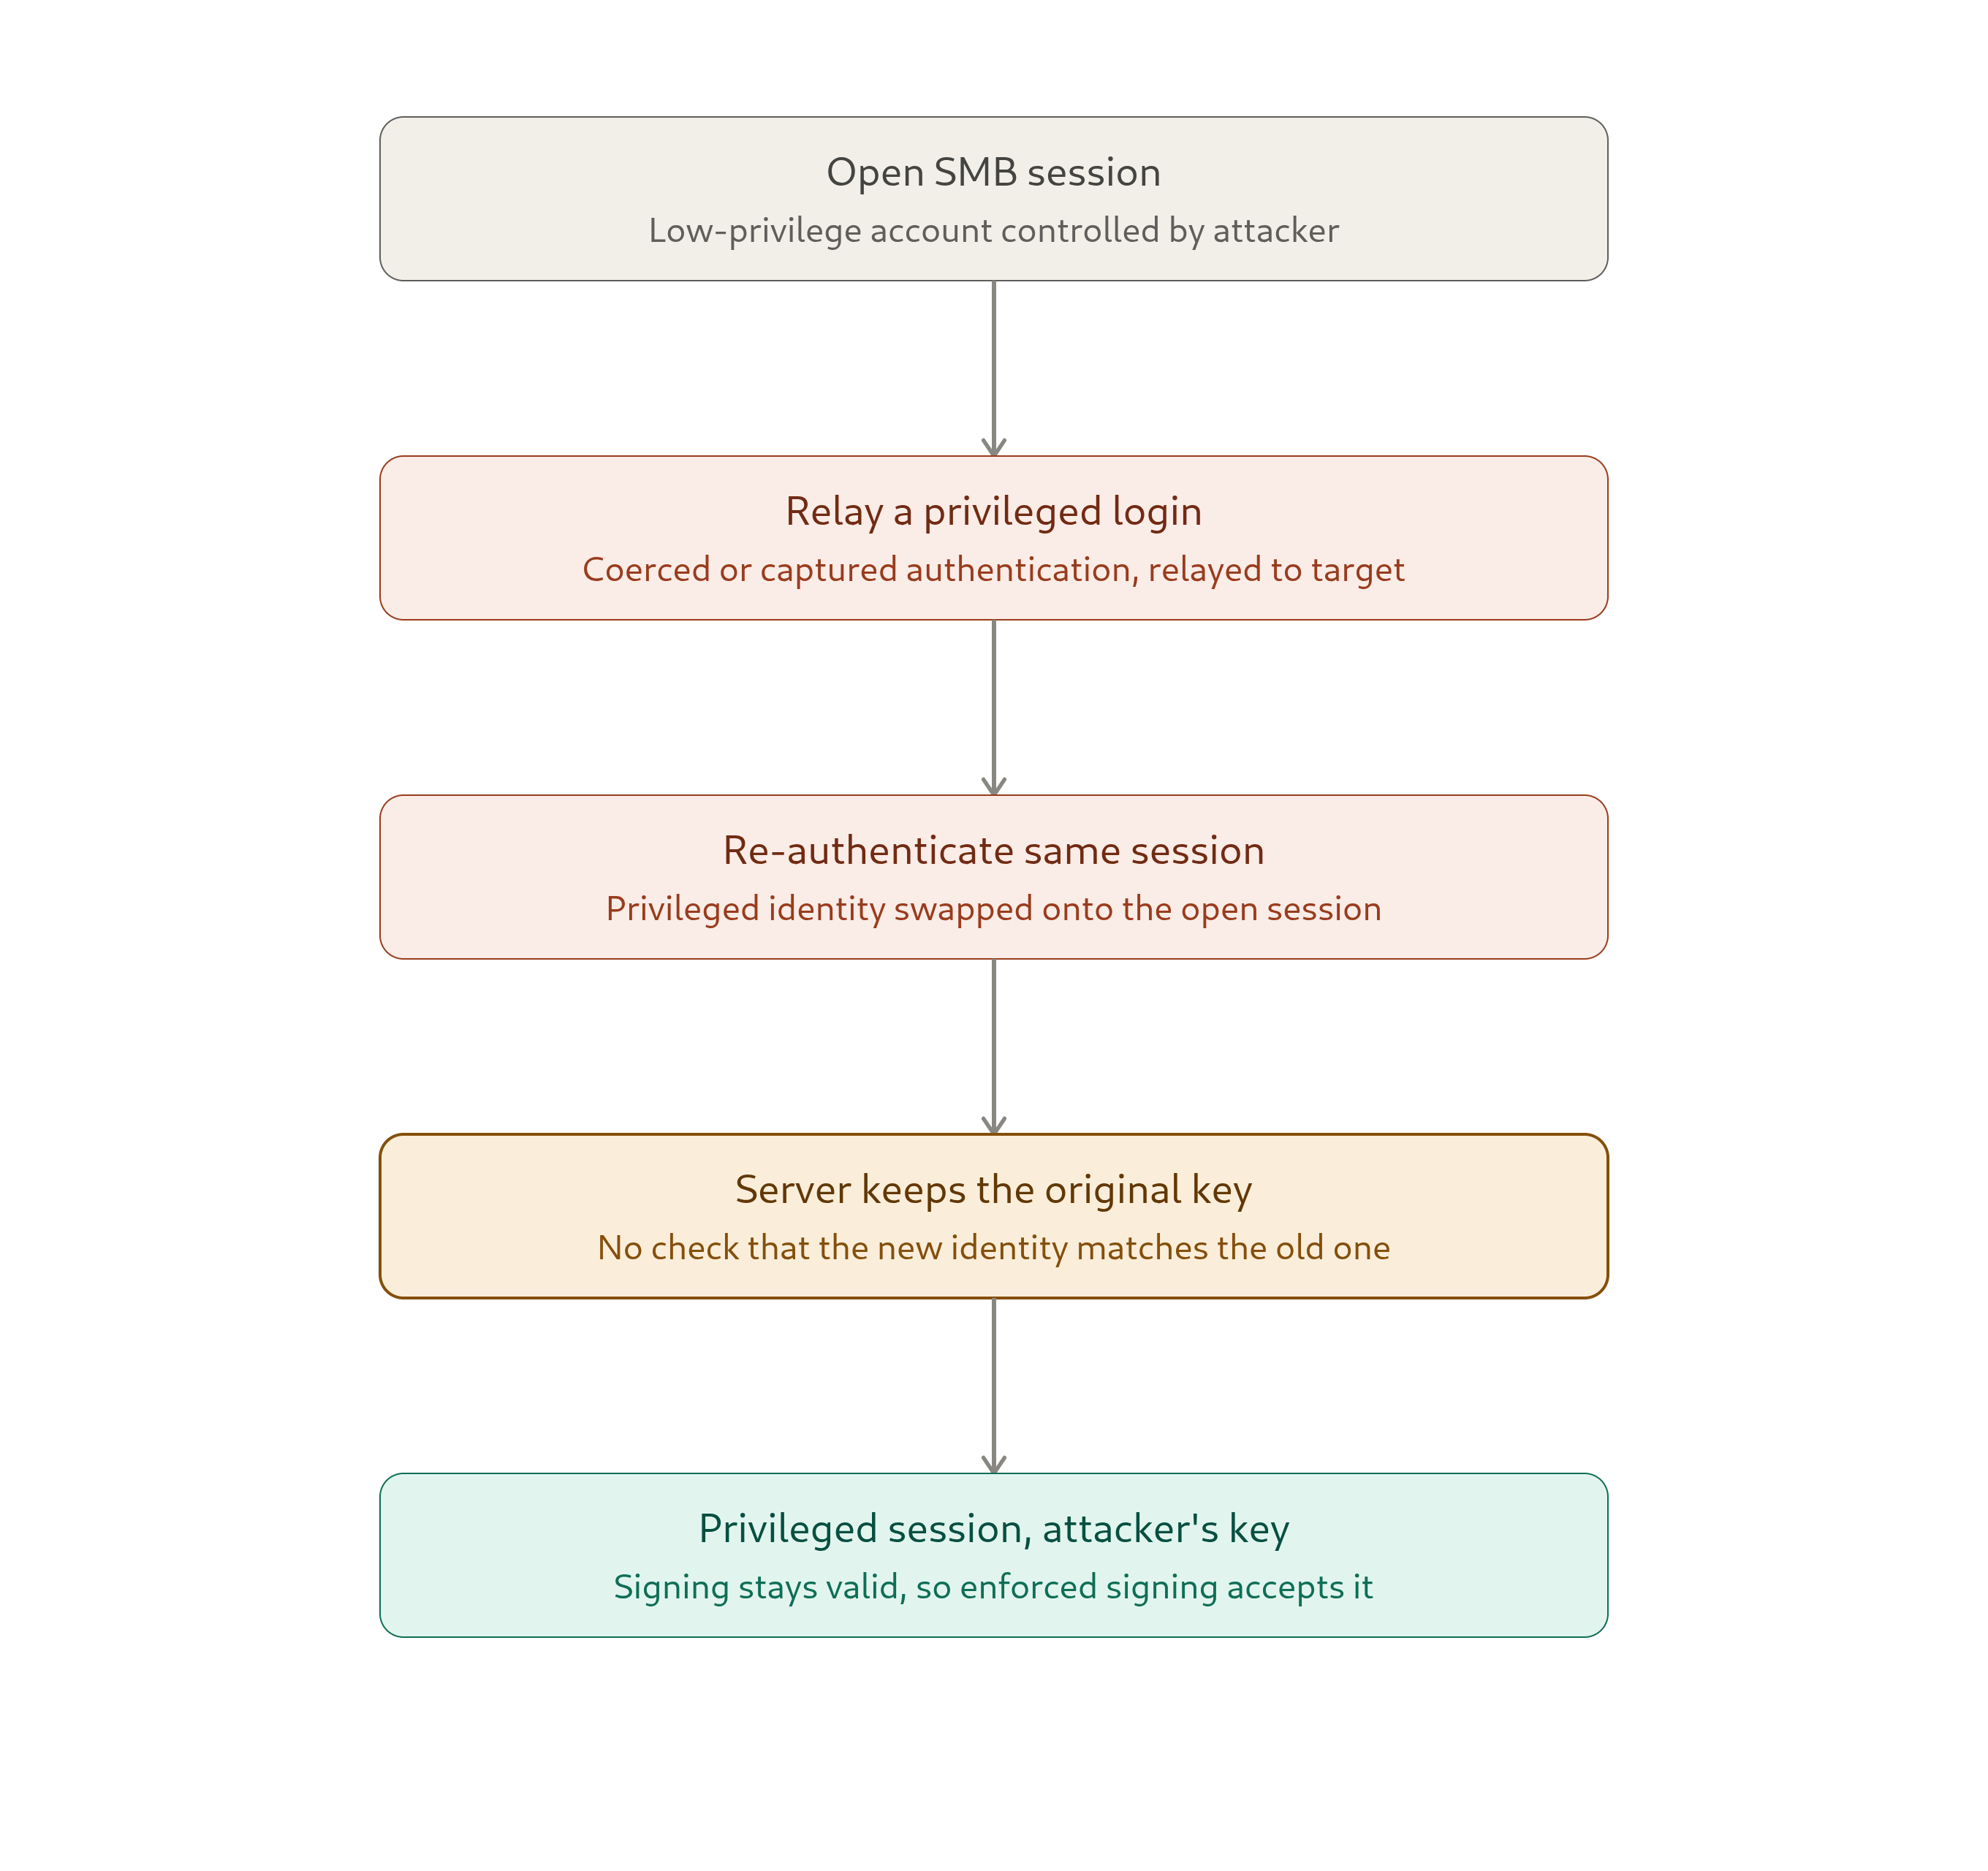 Open SMB session
Low-privilege account controlled by attacker
Relay a privileged login
Coerced or captured authentication, relayed to target
Re-authenticate same session
Privileged identity swapped onto the open session
Server keeps the original key
No check that the new identity matches the old one
Privileged session, attacker's key
Signing stays valid, so enforced signing accepts it